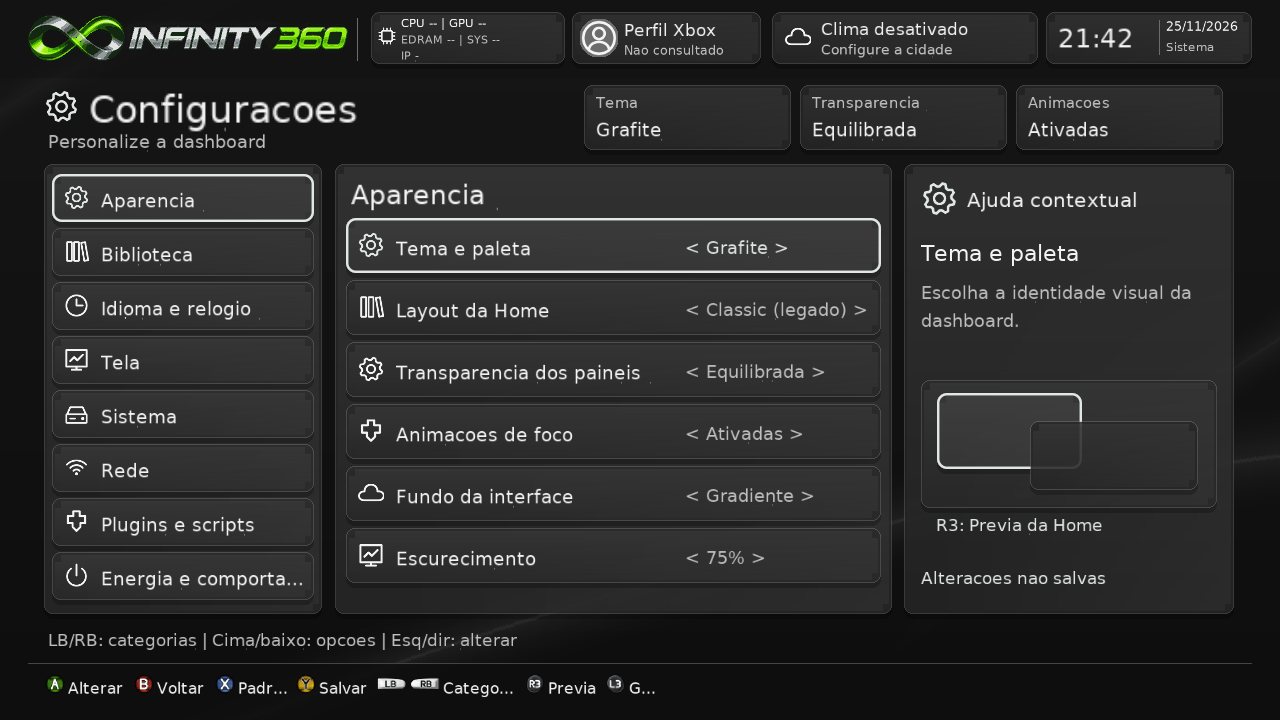 INFINITY 360
CPU -- | GPU --
EDRAM -- | SYS --
IP -
Perfil Xbox
Nao consultado
Clima desativado
Configure a cidade
21:42
25/11/2026
Sistema
Configuracoes
Personalize a dashboard
Tema
Grafite
Transparencia
Equilibrada
Animacoes
Ativadas
Aparencia
Biblioteca
Idioma e relogio
Tela
Sistema
Rede
Plugins e scripts
Energia e comporta...
Aparencia
Tema e paleta < Grafite >
Layout da Home < Classic (legado) >
Transparencia dos paineis < Equilibrada >
Animacoes de foco < Ativadas >
Fundo da interface < Gradiente >
Escurecimento < 75% >
Ajuda contextual
Tema e paleta
Escolha a identidade visual da
dashboard.
R3: Previa da Home
Alteracoes nao salvas
LB/RB: categorias | Cima/baixo: opcoes | Esq/dir: alterar
A Alterar B Voltar X Padr... Y Salvar LB RB Catego... R3 Previa L3 G...